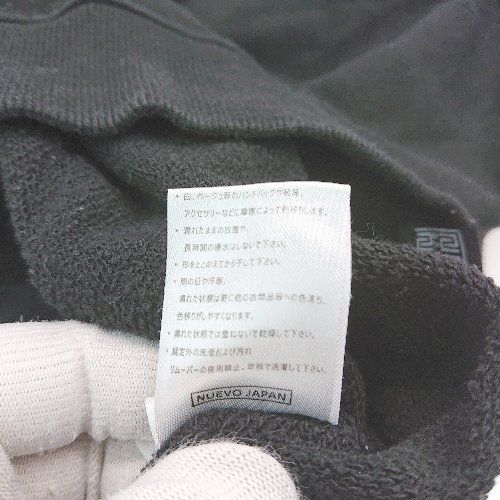 ・白、ベージュ等のハンドバックや靴等、
アクセサリーなどに摩擦によって色移りします。
・濡れたままの放置や、
長時間の浸水はしないで下さい。
・形をととのえてから干して下さい。
・雨の日や汗等、
濡れた状態は更に他の衣類品等への色落ち、
色移りがしやすくなります。
・濡れた状態では重ねないで乾燥して下さい。
・規定外の洗濯および汚れ
リムーバーの使用禁止。単独で洗濯して下さい。
NUEVO JAPAN